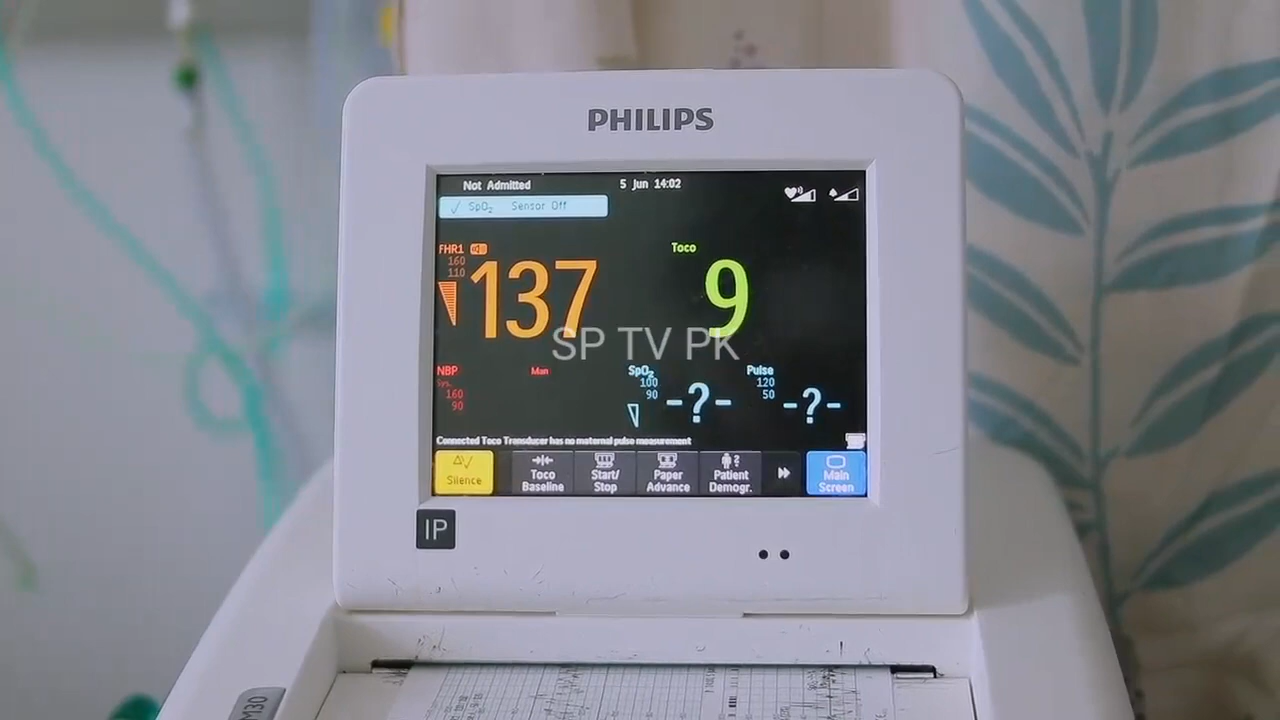 PHILIPS
Not Admitted
5 Jun 14:02
✓ SpO₂ Sensor Off
FHR1
160
110
137
Toco
9
SP TV PK
NBP
Sys.
160
90
Man
SpO₂
100
90
-?-
Pulse
120
50
-?-
Connected Toco Transducer has no maternal pulse measurement
Silence
Toco
Baseline
Start/
Stop
Paper
Advance
Patient
Demogr.
Main
Screen
IP
M30